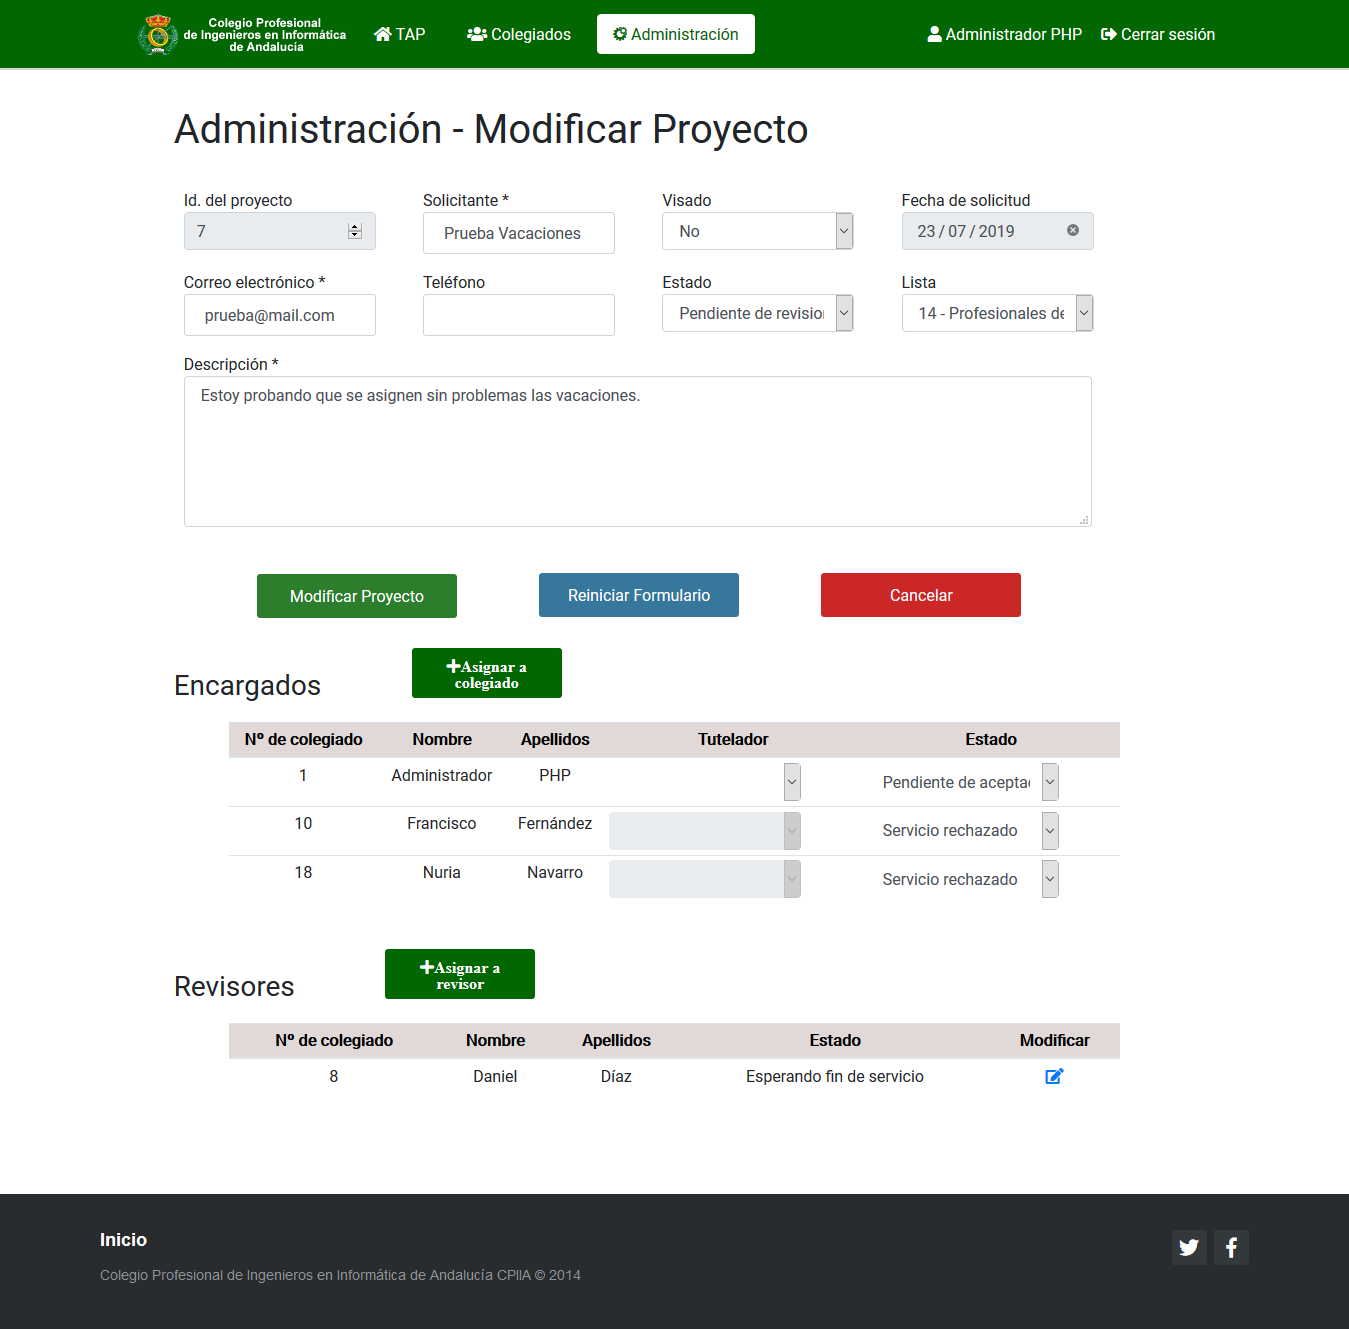 Colegio Profesional
de Ingenieros en Informática
de Andalucía
TAP
Colegiados
Administración
Administrador PHP
Cerrar sesión
Administración - Modificar Proyecto
Id. del proyecto
Solicitante *
Visado
Fecha de solicitud
7
Prueba Vacaciones
No
23 / 07 / 2019
Correo electrónico *
Teléfono
Estado
Lista
prueba@mail.com
Pendiente de revisio
14 - Profesionales de
Descripción *
Estoy probando que se asignen sin problemas las vacaciones.
Modificar Proyecto
Reiniciar Formulario
Cancelar
Encargados
Asignar a
colegiado
Nº de colegiado Nombre Apellidos Tutelador Estado
1 Administrador PHP Pendiente de acepta
10 Francisco Fernández Servicio rechazado
18 Nuria Navarro Servicio rechazado
Revisores
Asignar a
revisor
Nº de colegiado Nombre Apellidos Estado Modificar
8 Daniel Díaz Esperando fin de servicio
Inicio
Colegio Profesional de Ingenieros en Informática de Andalucía CPIIA © 2014